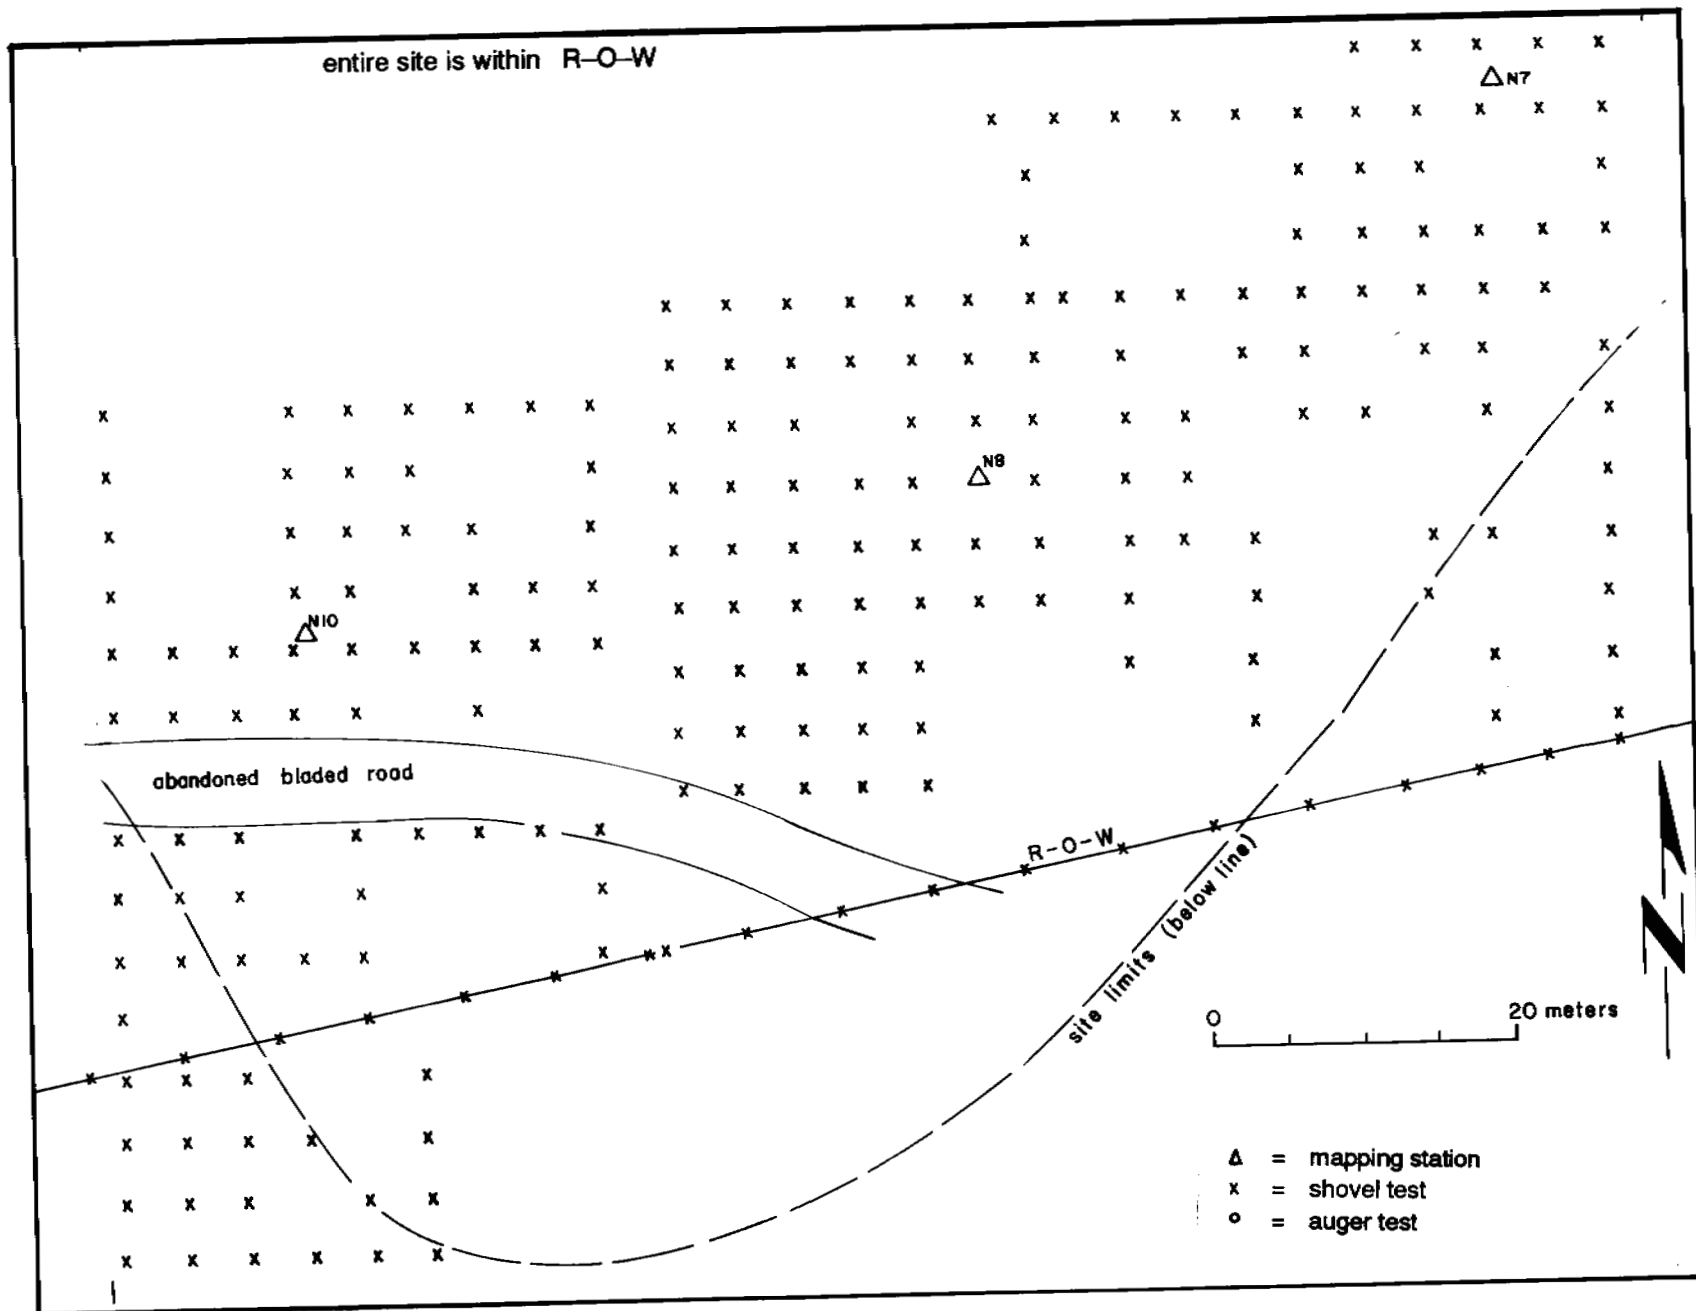 entire site is within R-O-W
N7
N8
N10
abandoned bladed road
R-O-W
site limits (below line)
0 20 meters
N
Δ = mapping station
x = shovel test
o = auger test